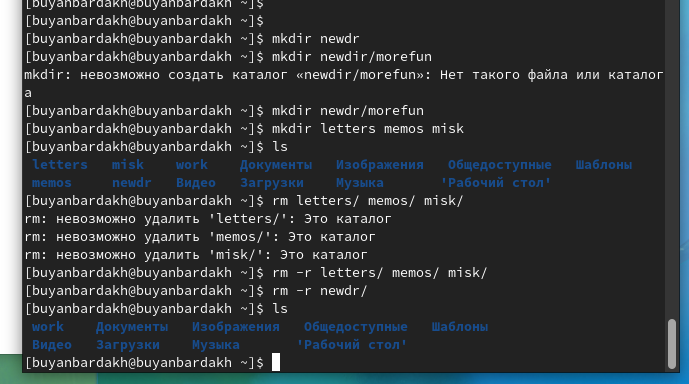 [buyanbardakh@buyanbardakh ~]$
[buyanbardakh@buyanbardakh ~]$
[buyanbardakh@buyanbardakh ~]$ mkdir newdr
[buyanbardakh@buyanbardakh ~]$ mkdir newdir/morefun
mkdir: невозможно создать каталог «newdir/morefun»: Нет такого файла или каталог
а
[buyanbardakh@buyanbardakh ~]$ mkdir newdr/morefun
[buyanbardakh@buyanbardakh ~]$ mkdir letters memos misk
[buyanbardakh@buyanbardakh ~]$ ls
letters misk work Документы Изображения Общедоступные Шаблоны
memos newdr Видео Загрузки Музыка 'Рабочий стол'
[buyanbardakh@buyanbardakh ~]$ rm letters/ memos/ misk/
rm: невозможно удалить 'letters/': Это каталог
rm: невозможно удалить 'memos/': Это каталог
rm: невозможно удалить 'misk/': Это каталог
[buyanbardakh@buyanbardakh ~]$ rm -r letters/ memos/ misk/
[buyanbardakh@buyanbardakh ~]$ rm -r newdr/
[buyanbardakh@buyanbardakh ~]$ ls
work Документы Изображения Общедоступные Шаблоны
Видео Загрузки Музыка 'Рабочий стол'
[buyanbardakh@buyanbardakh ~]$